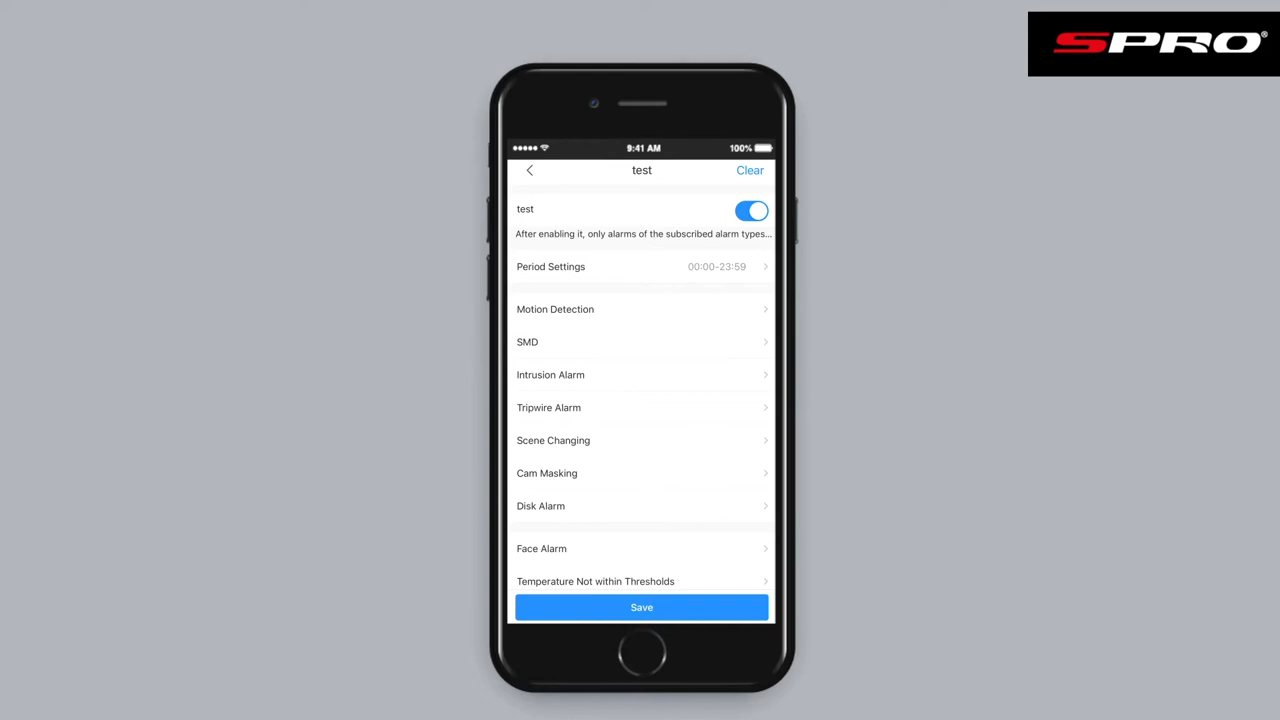 SPRO®
9:41 AM 100%
test Clear
test
After enabling it, only alarms of the subscribed alarm types...
Period Settings 00:00-23:59
Motion Detection
SMD
Intrusion Alarm
Tripwire Alarm
Scene Changing
Cam Masking
Disk Alarm
Face Alarm
Temperature Not within Thresholds
Save